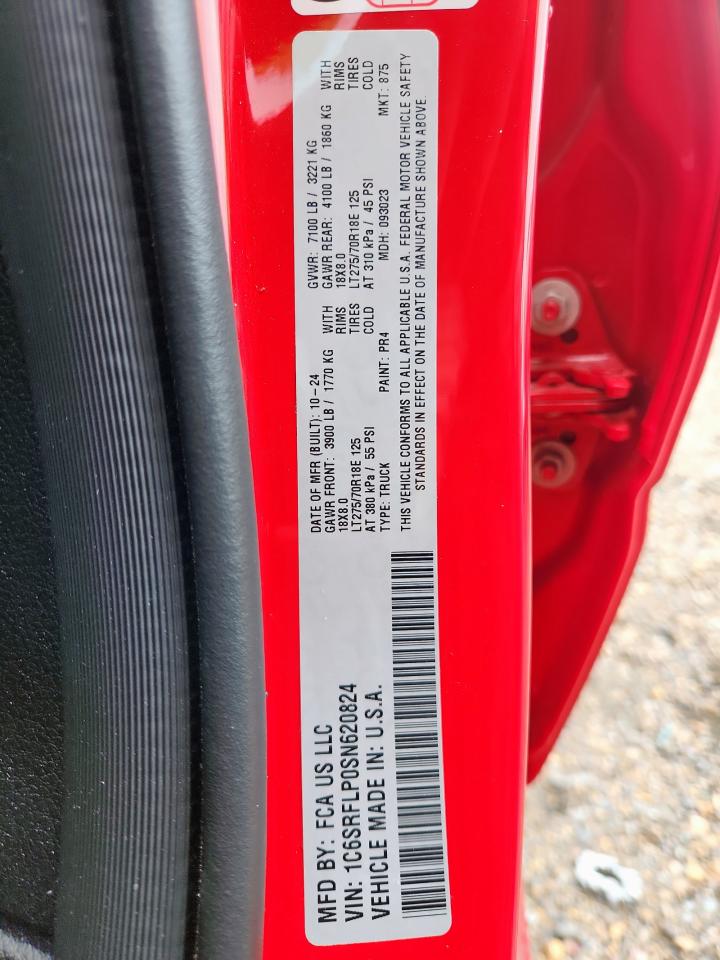 MFD BY: FCA US LLC
VIN: 1C6SRFLP0SN620824
VEHICLE MADE IN: U.S.A.
DATE OF MFR (BUILT): 10-24 GVWR: 7100 LB / 3221 KG
GAWR FRONT: 3900 LB / 1770 KG WITH GAWR REAR: 4100 LB / 1860 KG WITH
18X8.0 RIMS 18X8.0 RIMS
LT275/70R18E 125 TIRES LT275/70R18E 125 TIRES
AT 380 kPa / 55 PSI COLD AT 310 kPa / 45 PSI COLD
TYPE: TRUCK PAINT: PR4 MDH: 093023 MKT: 875
THIS VEHICLE CONFORMS TO ALL APPLICABLE U.S.A. FEDERAL MOTOR VEHICLE SAFETY
STANDARDS IN EFFECT ON THE DATE OF MANUFACTURE SHOWN ABOVE.